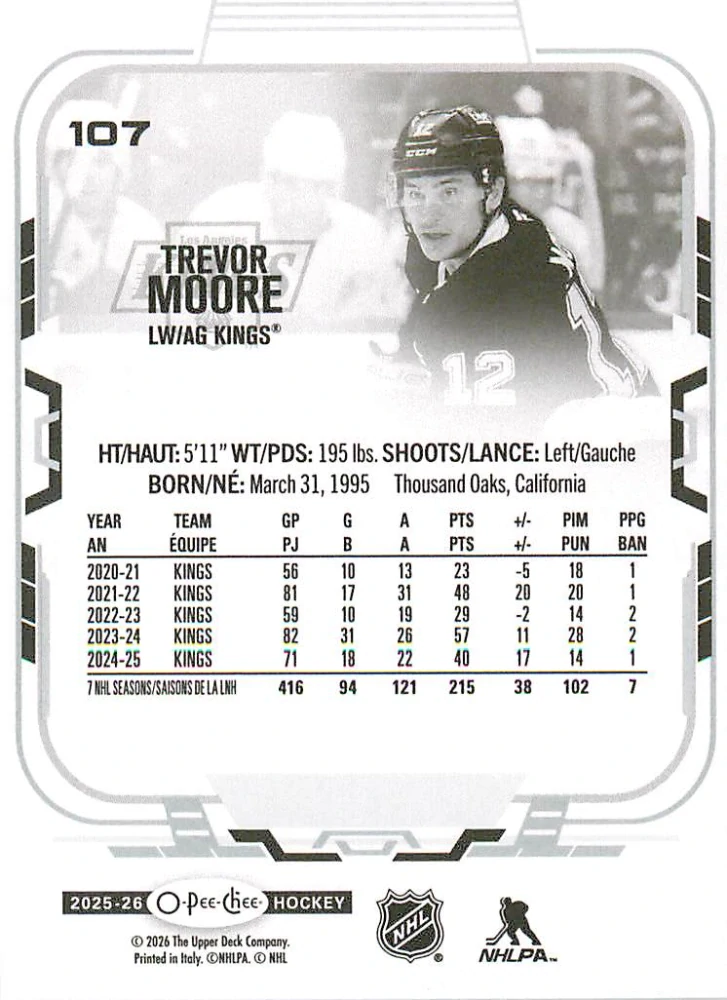 107
12
CCM
Los Angeles
TREVOR
MOORE
LW/AG KINGS®
12
HT/HAUT: 5'11" WT/PDS: 195 lbs. SHOOTS/LANCE: Left/Gauche
BORN/NÉ: March 31, 1995 Thousand Oaks, California
YEAR TEAM GP G A PTS +/- PIM PPG
AN ÉQUIPE PJ B A PTS +/- PUN BAN
2020-21 KINGS 56 10 13 23 -5 18 1
2021-22 KINGS 81 17 31 48 20 20 1
2022-23 KINGS 59 10 19 29 -2 14 2
2023-24 KINGS 82 31 26 57 11 28 2
2024-25 KINGS 71 18 22 40 17 14 1
7 NHL SEASONS/SAISONS DE LA LNH 416 94 121 215 38 102 7
2025-26 O-Pee-Chee HOCKEY
© 2026 The Upper Deck Company.
Printed in Italy. ©NHLPA. © NHL
NHL ®
NHLPA™